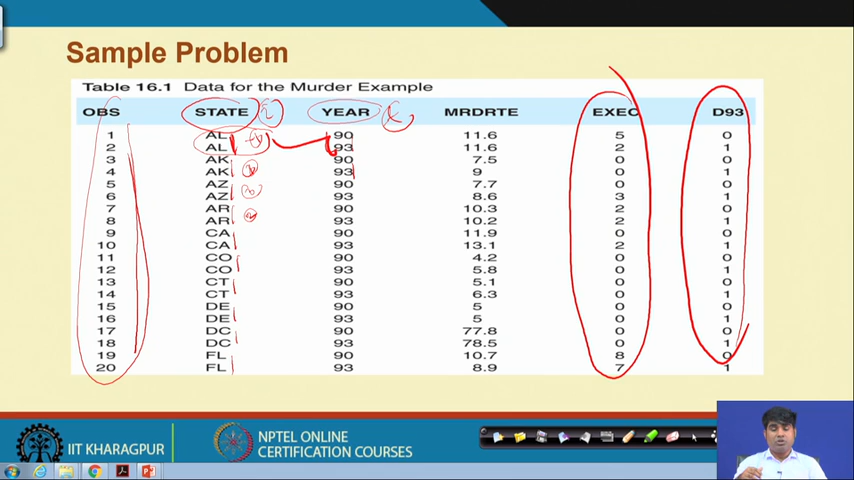 Sample Problem
Table 16.1 Data for the Murder Example
OBS STATE i YEAR t MRDRTE EXEC D93
1 AL 90 11.6 5 0
2 AL 93 11.6 2 1
3 AK 90 7.5 0 0
4 AK 93 9 0 1
5 AZ 90 7.7 0 0
6 AZ 93 8.6 3 1
7 AR 90 10.3 2 0
8 AR 93 10.2 2 1
9 CA 90 11.9 0 0
10 CA 93 13.1 2 1
11 CO 90 4.2 0 0
12 CO 93 5.8 0 1
13 CT 90 5.1 0 0
14 CT 93 6.3 0 1
15 DE 90 5 0 0
16 DE 93 5 0 1
17 DC 90 77.8 0 0
18 DC 93 78.5 0 1
19 FL 90 10.7 8 0
20 FL 93 8.9 7 1
IIT KHARAGPUR
NPTEL ONLINE
CERTIFICATION COURSES